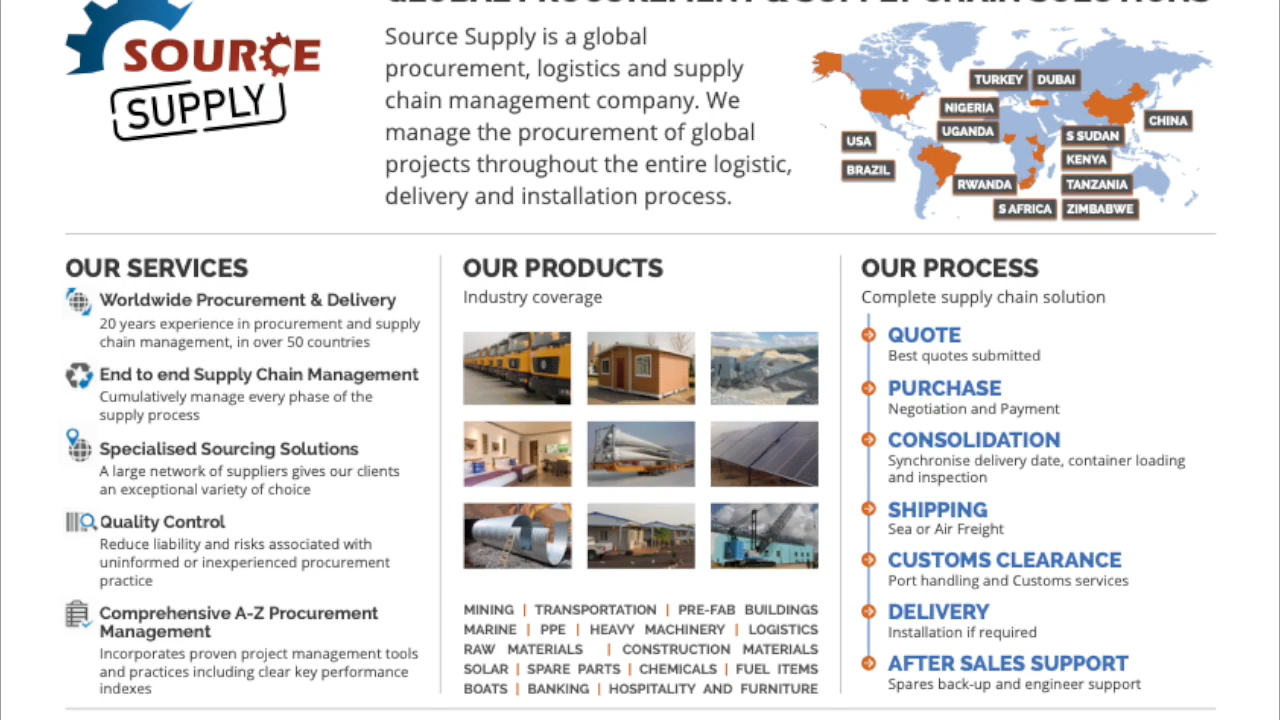 GLOBAL PROCUREMENT & SUPPLY CHAIN SOLUTIONS
SOURCE
SUPPLY
Source Supply is a global
procurement, logistics and supply
chain management company. We
manage the procurement of global
projects throughout the entire logistic,
delivery and installation process.
TURKEY
DUBAI
NIGERIA
CHINA
UGANDA
S SUDAN
USA
KENYA
BRAZIL
RWANDA
TANZANIA
S AFRICA
ZIMBABWE
OUR SERVICES
Worldwide Procurement & Delivery
20 years experience in procurement and supply
chain management, in over 50 countries
End to end Supply Chain Management
Cumulatively manage every phase of the
supply process
Specialised Sourcing Solutions
A large network of suppliers gives our clients
an exceptional variety of choice
Quality Control
Reduce liability and risks associated with
uninformed or inexperienced procurement
practice
Comprehensive A-Z Procurement
Management
Incorporates proven project management tools
and practices including clear key performance
indexes
OUR PRODUCTS
Industry coverage
MINING | TRANSPORTATION | PRE-FAB BUILDINGS
MARINE | PPE | HEAVY MACHINERY | LOGISTICS
RAW MATERIALS | CONSTRUCTION MATERIALS
SOLAR | SPARE PARTS | CHEMICALS | FUEL ITEMS
BOATS | BANKING | HOSPITALITY AND FURNITURE
OUR PROCESS
Complete supply chain solution
QUOTE
Best quotes submitted
PURCHASE
Negotiation and Payment
CONSOLIDATION
Synchronise delivery date, container loading
and inspection
SHIPPING
Sea or Air Freight
CUSTOMS CLEARANCE
Port handling and Customs services
DELIVERY
Installation if required
AFTER SALES SUPPORT
Spares back-up and engineer support